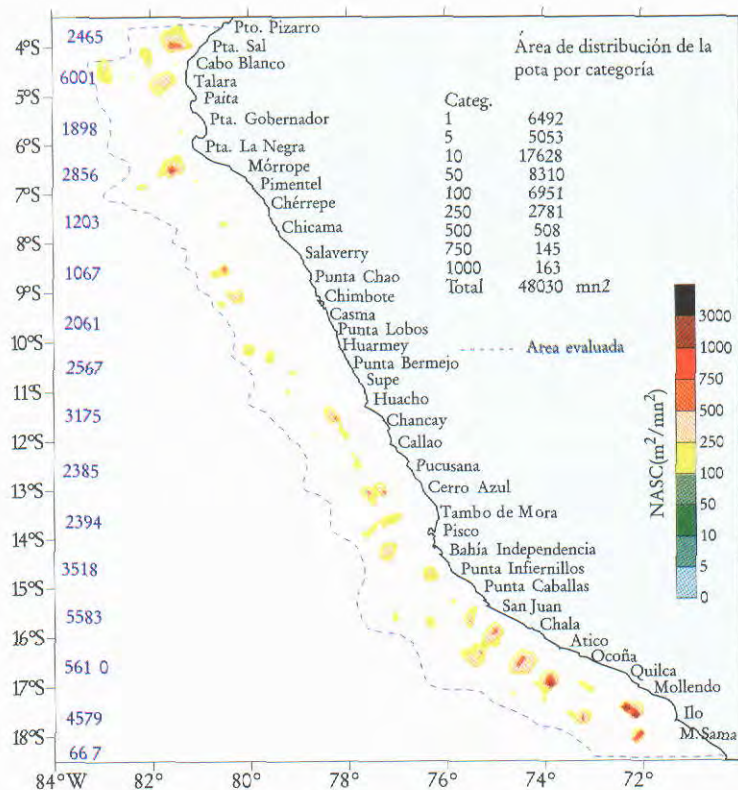 Área de distribución de la
pota por categoría
Categ.
1 6492
5 5053
10 17628
50 8310
100 6951
250 2781
500 508
750 145
1000 163
Total 48030 mn2
Area evaluada
4°S
5°S
6°S
7°S
8°S
9°S
10°S
11°S
12°S
13°S
14°S
15°S
16°S
17°S
18°S
2465
6001
1898
2856
1203
1067
2061
2567
3175
2385
2394
3518
5583
561 0
4579
66 7
Pto. Pizarro
Pta. Sal
Cabo Blanco
Talara
Paita
Pta. Gobernador
Pta. La Negra
Mórrope
Pimentel
Chérrepe
Chicama
Salaverry
Punta Chao
Chimbote
Casma
Punta Lobos
Huarmey
Punta Bermejo
Supe
Huacho
Chancay
Callao
Pucusana
Cerro Azul
Tambo de Mora
Pisco
Bahía Independencia
Punta Infiernillos
Punta Caballas
San Juan
Chala
Atico
Ocoña
Quilca
Mollendo
Ilo
M. Sama
NASC(m²/mn²)
3000
1000
750
500
250
100
50
10
5
0
84°W 82° 80° 78° 76° 74° 72°